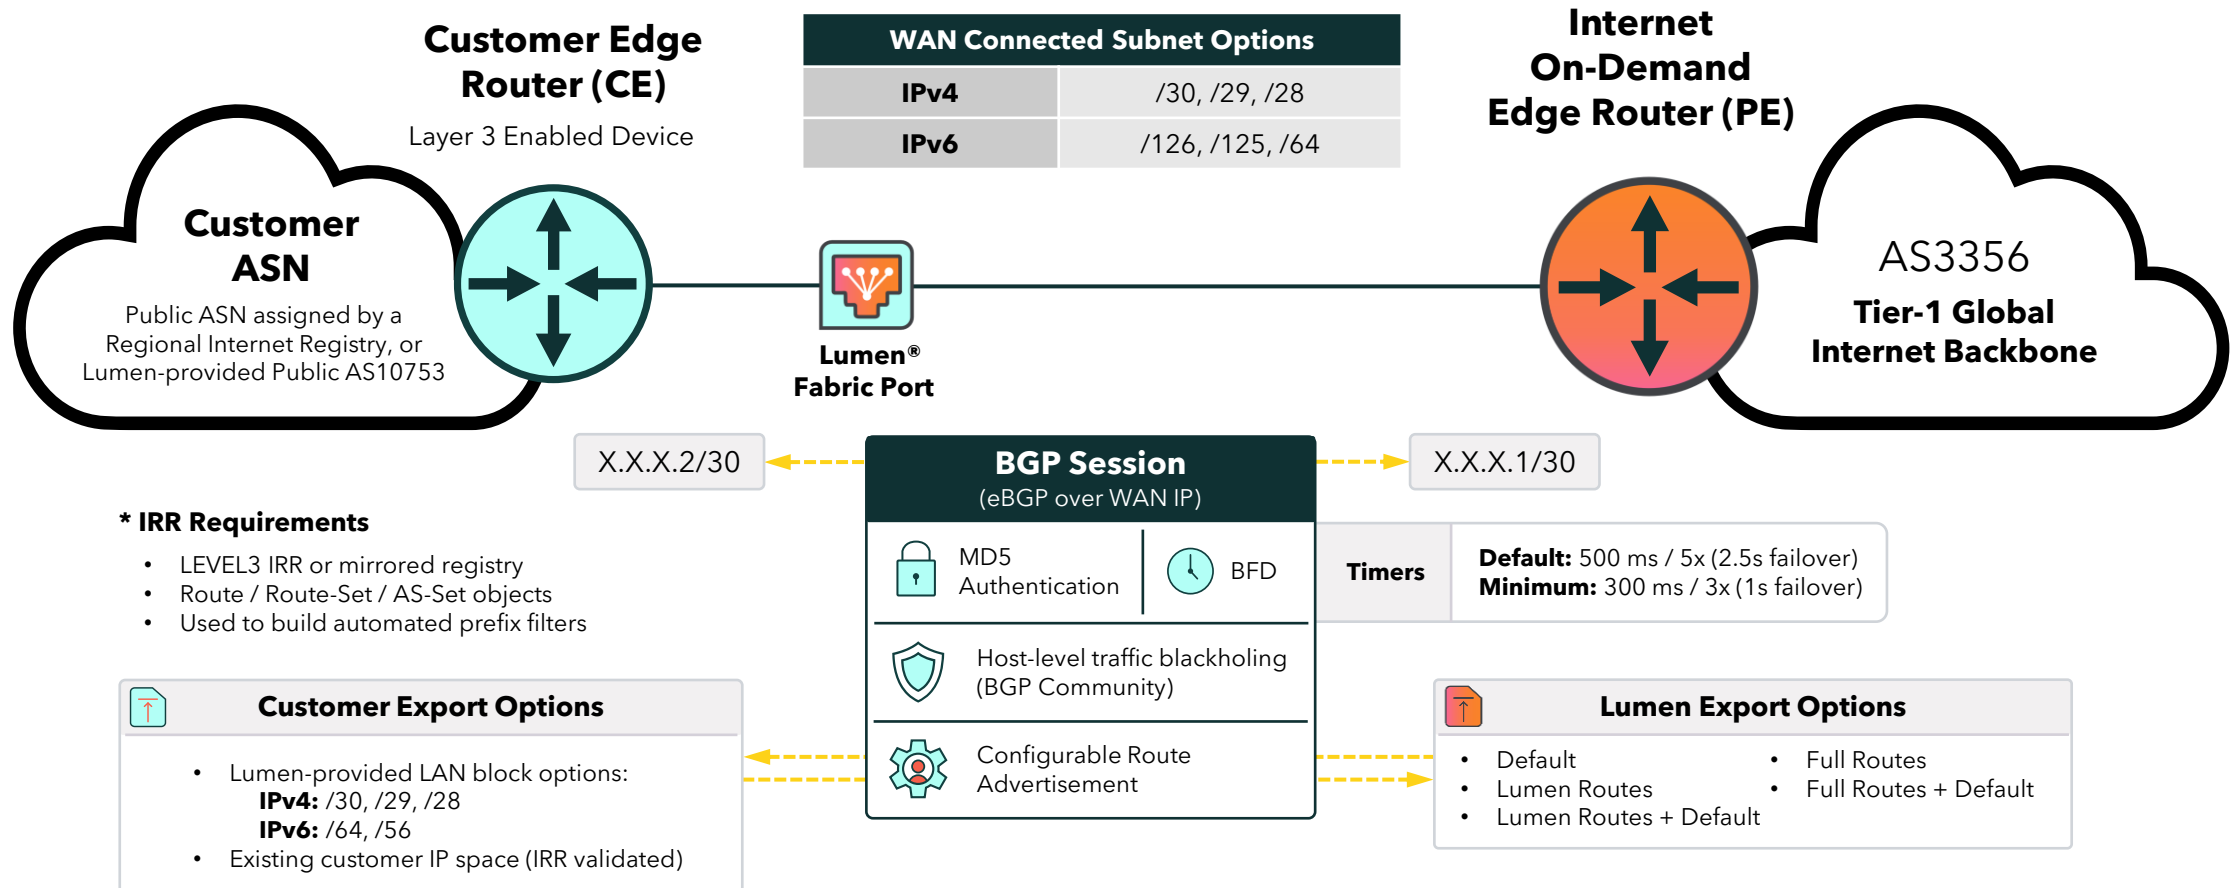 Customer Edge
Router (CE)
Layer 3 Enabled Device
WAN Connected Subnet Options
IPv4 /30, /29, /28
IPv6 /126, /125, /64
Internet
On-Demand
Edge Router (PE)
Customer
ASN
Public ASN assigned by a
Regional Internet Registry, or
Lumen-provided Public AS10753
Lumen®
Fabric Port
AS3356
Tier-1 Global
Internet Backbone
X.X.X.2/30
BGP Session
(eBGP over WAN IP)
X.X.X.1/30
* IRR Requirements
• LEVEL3 IRR or mirrored registry
• Route / Route-Set / AS-Set objects
• Used to build automated prefix filters
MD5
Authentication
BFD
Timers
Default: 500 ms / 5x (2.5s failover)
Minimum: 300 ms / 3x (1s failover)
Host-level traffic blackholing
(BGP Community)
Configurable Route
Advertisement
Customer Export Options
• Lumen-provided LAN block options:
IPv4: /30, /29, /28
IPv6: /64, /56
• Existing customer IP space (IRR validated)
Lumen Export Options
• Default
• Lumen Routes
• Lumen Routes + Default
• Full Routes
• Full Routes + Default